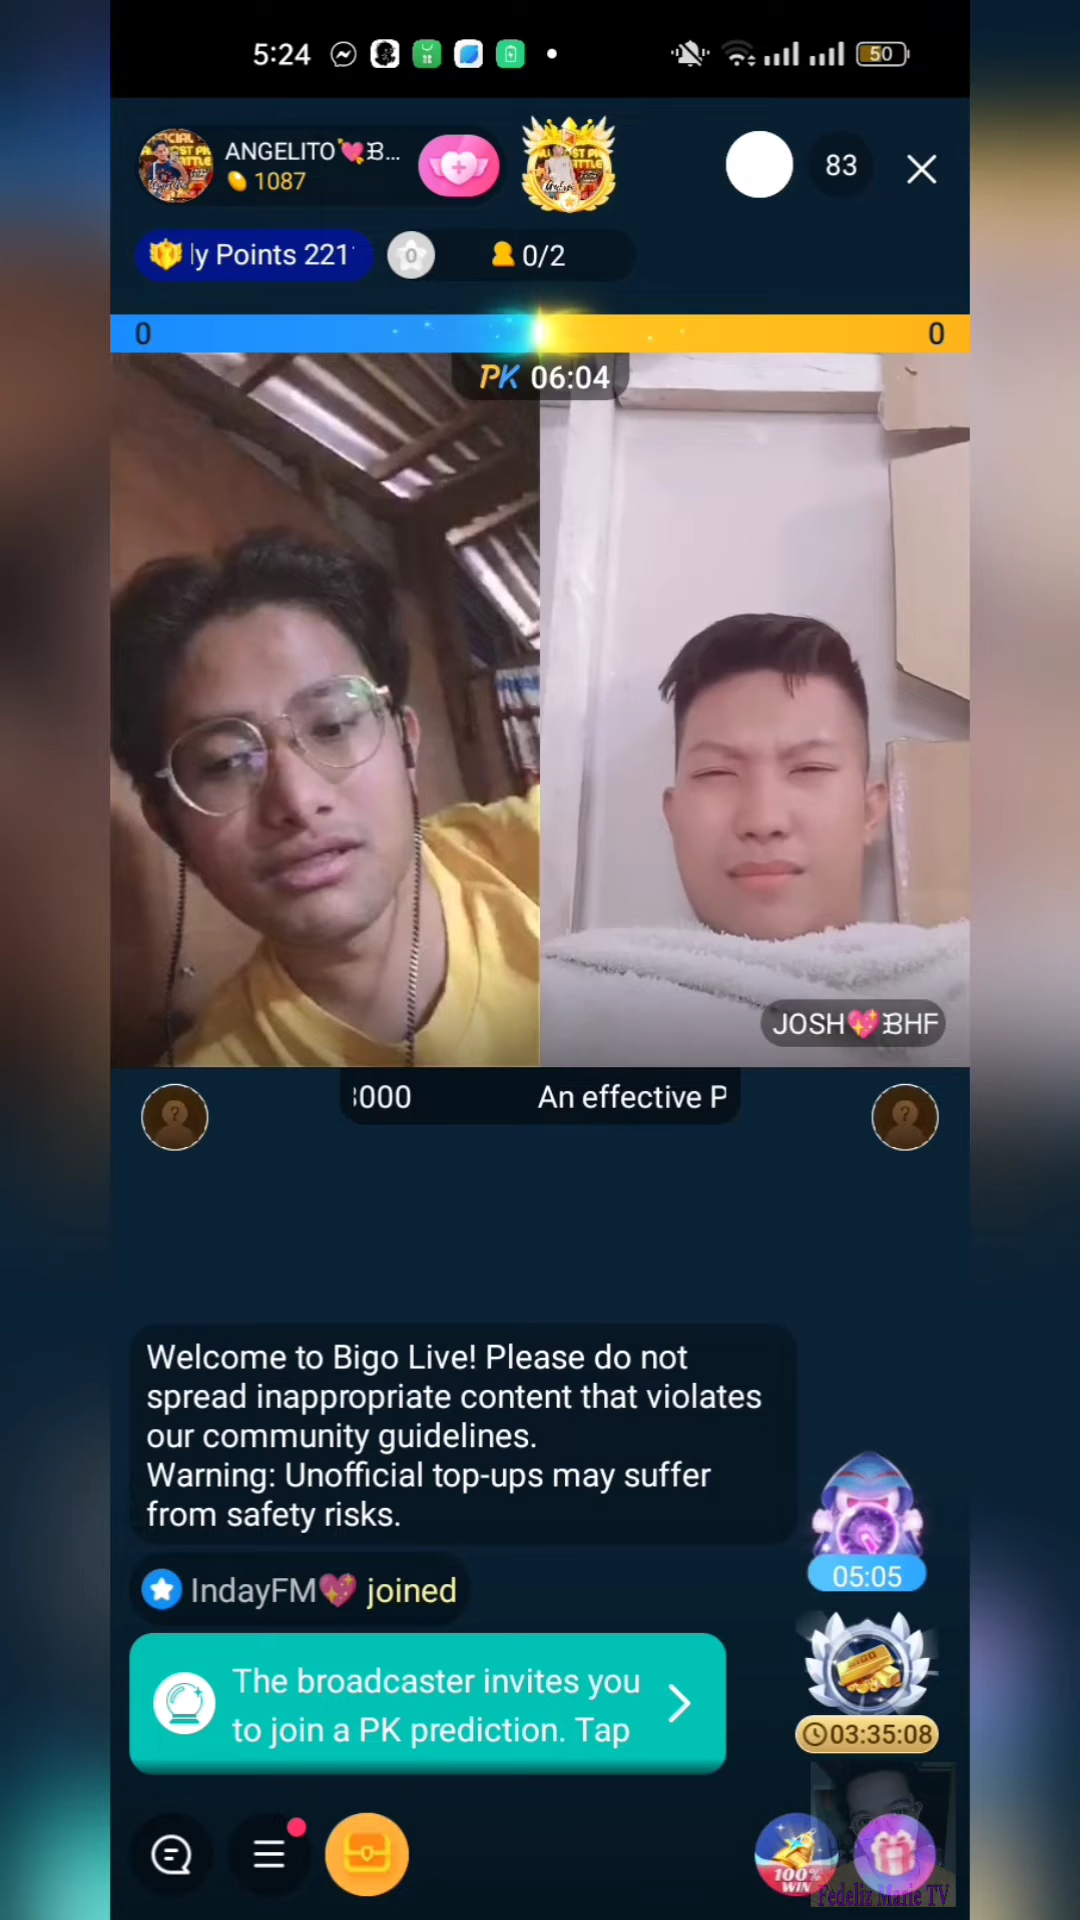 5:24
50
ANGELITO💘ᗷ...
1087
83
ly Points 221
0
0/2
0
0
PK 06:04
JOSH💖ᗷHF
3000
An effective P
Welcome to Bigo Live! Please do not
spread inappropriate content that violates
our community guidelines.
Warning: Unofficial top-ups may suffer
from safety risks.
IndayFM💖 joined
05:05
The broadcaster invites you
to join a PK prediction. Tap
03:35:08
100%
WIN
Fedeliz Marie TV